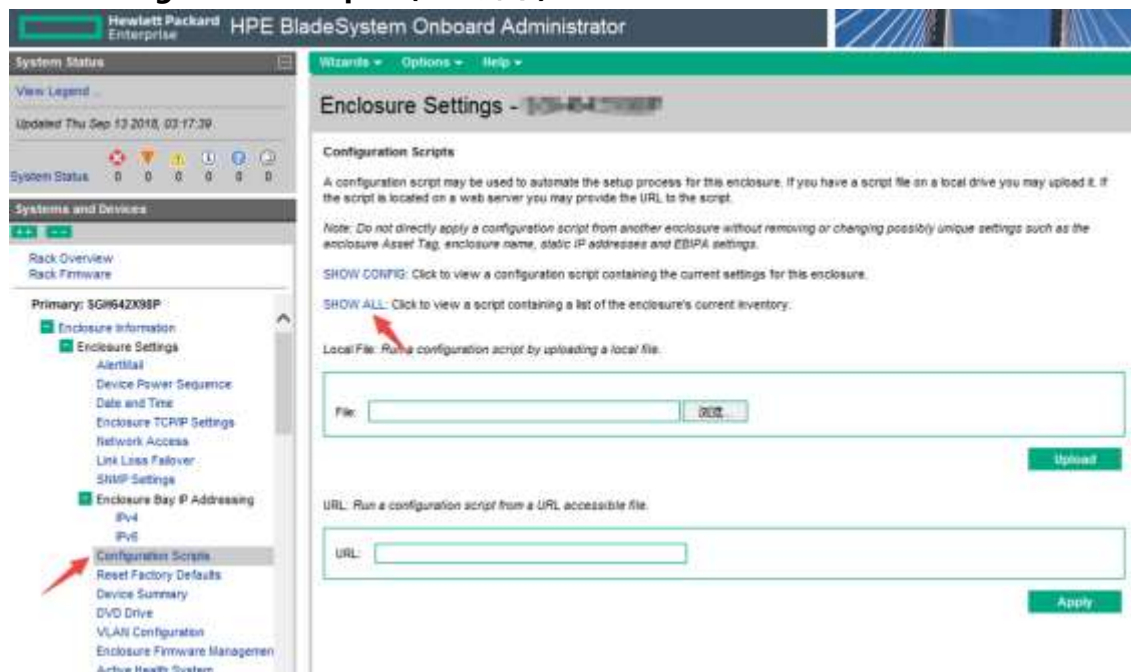 Hewlett Packard
Enterprise
HPE BladeSystem Onboard Administrator
System Status
Wizards Options Help
View Legend ...
Updated Thu Sep 13 2018, 03:17:39
System Status 0 0 0 0 0 0
Enclosure Settings -
Systems and Devices
Rack Overview
Rack Firmware
Primary: SGH642X98P
Enclosure Information
Enclosure Settings
AlertMail
Device Power Sequence
Date and Time
Enclosure TCP/IP Settings
Network Access
Link Loss Failover
SNMP Settings
Enclosure Bay IP Addressing
IPv4
IPv6
Configuration Scripts
Reset Factory Defaults
Device Summary
DVD Drive
VLAN Configuration
Enclosure Firmware Managemen
Active Health System
Configuration Scripts
A configuration script may be used to automate the setup process for this enclosure. If you have a script file on a local drive you may upload it. If
the script is located on a web server you may provide the URL to the script.
Note: Do not directly apply a configuration script from another enclosure without removing or changing possibly unique settings such as the
enclosure Asset Tag, enclosure name, static IP addresses and EBIPA settings.
SHOW CONFIG: Click to view a configuration script containing the current settings for this enclosure.
SHOW ALL: Click to view a script containing a list of the enclosure's current inventory.
Local File: Run a configuration script by uploading a local file.
File: 浏览...
Upload
URL: Run a configuration script from a URL accessible file.
URL:
Apply